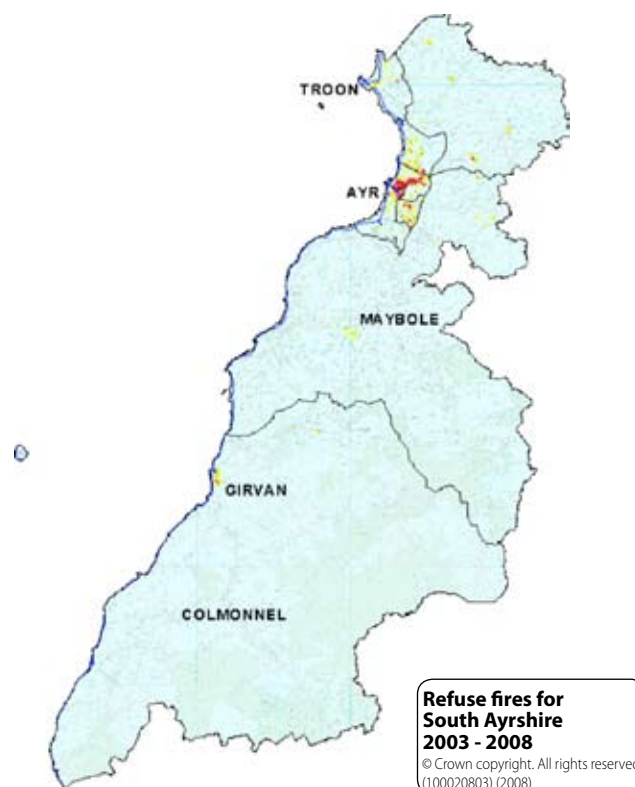 TROON
AYR
MAYBOLE
GIRVAN
COLMONNEL
Refuse fires for
South Ayrshire
2003 - 2008
© Crown copyright. All rights reserved
(100020803) (2008)